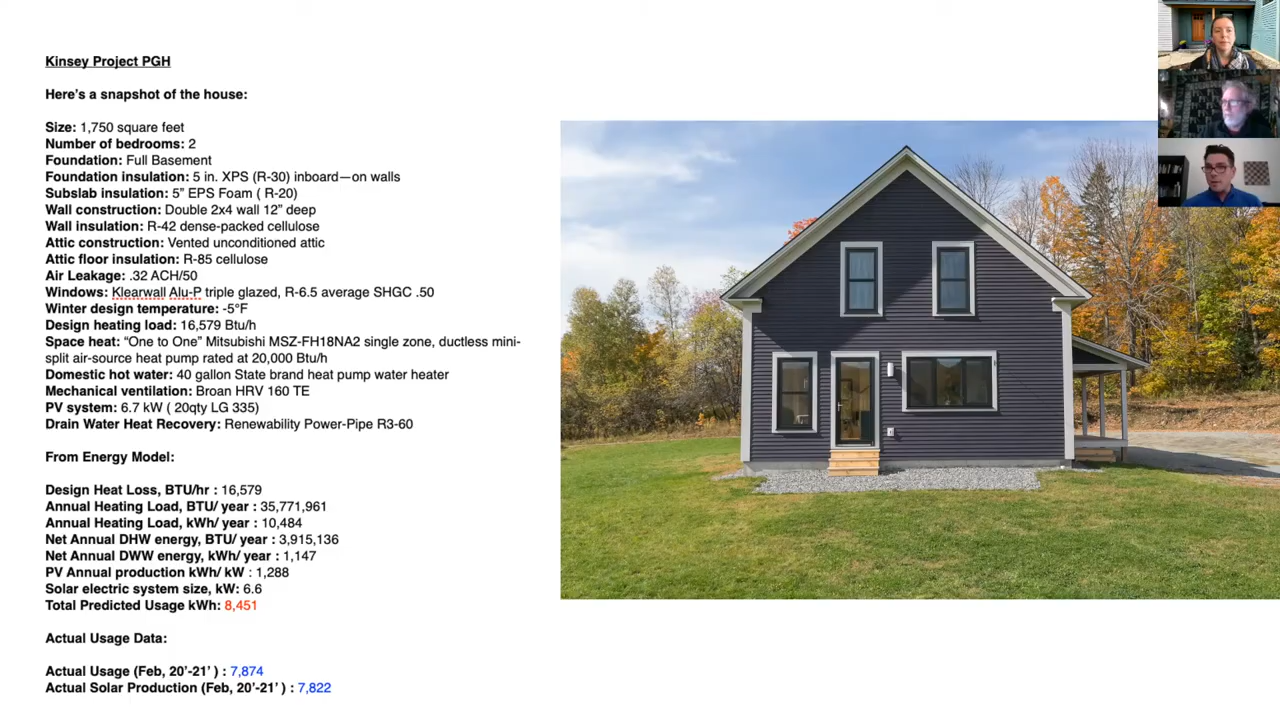 Kinsey Project PGH
Here’s a snapshot of the house:
Size: 1,750 square feet
Number of bedrooms: 2
Foundation: Full Basement
Foundation insulation: 5 in. XPS (R-30) inboard—on walls
Subslab insulation: 5” EPS Foam ( R-20)
Wall construction: Double 2x4 wall 12” deep
Wall insulation: R-42 dense-packed cellulose
Attic construction: Vented unconditioned attic
Attic floor insulation: R-85 cellulose
Air Leakage: .32 ACH/50
Windows: Klearwall Alu-P triple glazed, R-6.5 average SHGC .50
Winter design temperature: -5°F
Design heating load: 16,579 Btu/h
Space heat: “One to One” Mitsubishi MSZ-FH18NA2 single zone, ductless mini-
split air-source heat pump rated at 20,000 Btu/h
Domestic hot water: 40 gallon State brand heat pump water heater
Mechanical ventilation: Broan HRV 160 TE
PV system: 6.7 kW ( 20qty LG 335)
Drain Water Heat Recovery: Renewability Power-Pipe R3-60
From Energy Model:
Design Heat Loss, BTU/hr : 16,579
Annual Heating Load, BTU/ year : 35,771,961
Annual Heating Load, kWh/ year : 10,484
Net Annual DHW energy, BTU/ year : 3,915,136
Net Annual DWW energy, kWh/ year : 1,147
PV Annual production kWh/ kW : 1,288
Solar electric system size, kW: 6.6
Total Predicted Usage kWh: 8,451
Actual Usage Data:
Actual Usage (Feb, 20’-21’ ) : 7,874
Actual Solar Production (Feb, 20’-21’ ) : 7,822